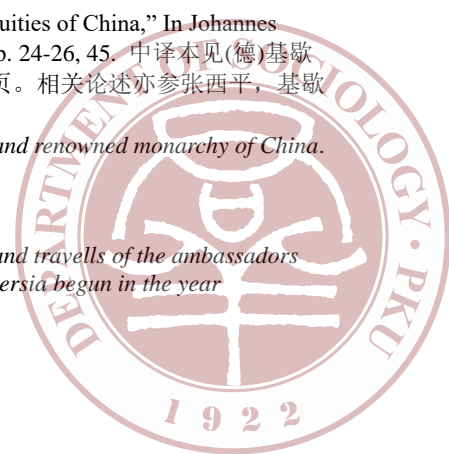 uities of China,” In Johannes
p. 24-26, 45. 中译本见(德)基歇
页。相关论述亦参张西平，基歇
and renowned monarchy of China.
and travells of the ambassadors
ersia begun in the year
DEPARTMENT OF SOCIOLOGY · PKU
1922